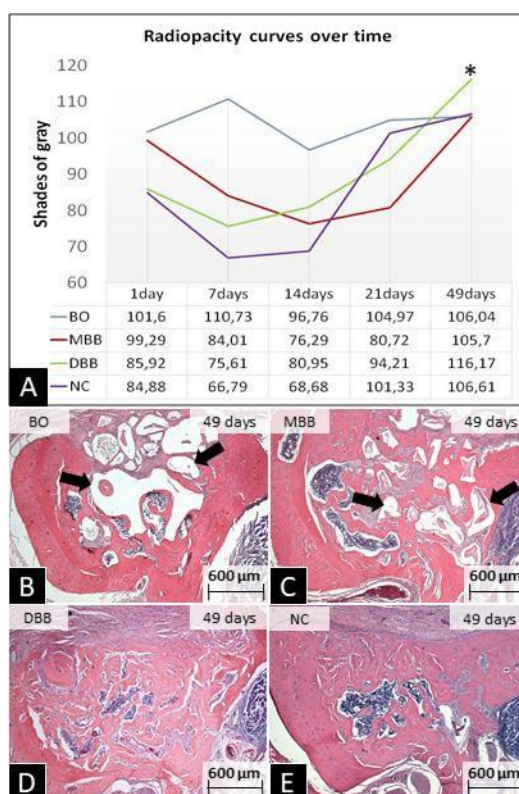 Radiopacity curves over time
*
120
110
100
90
80
70
60
Shades of gray
1day 7days 14days 21days 49days
BO 101,6 110,73 96,76 104,97 106,04
MBB 99,29 84,01 76,29 80,72 105,7
DBB 85,92 75,61 80,95 94,21 116,17
NC 84,88 66,79 68,68 101,33 106,61
A
BO 49 days
B 600 µm
MBB 49 days
C 600 µm
DBB 49 days
D 600 µm
NC 49 days
E 600 µm